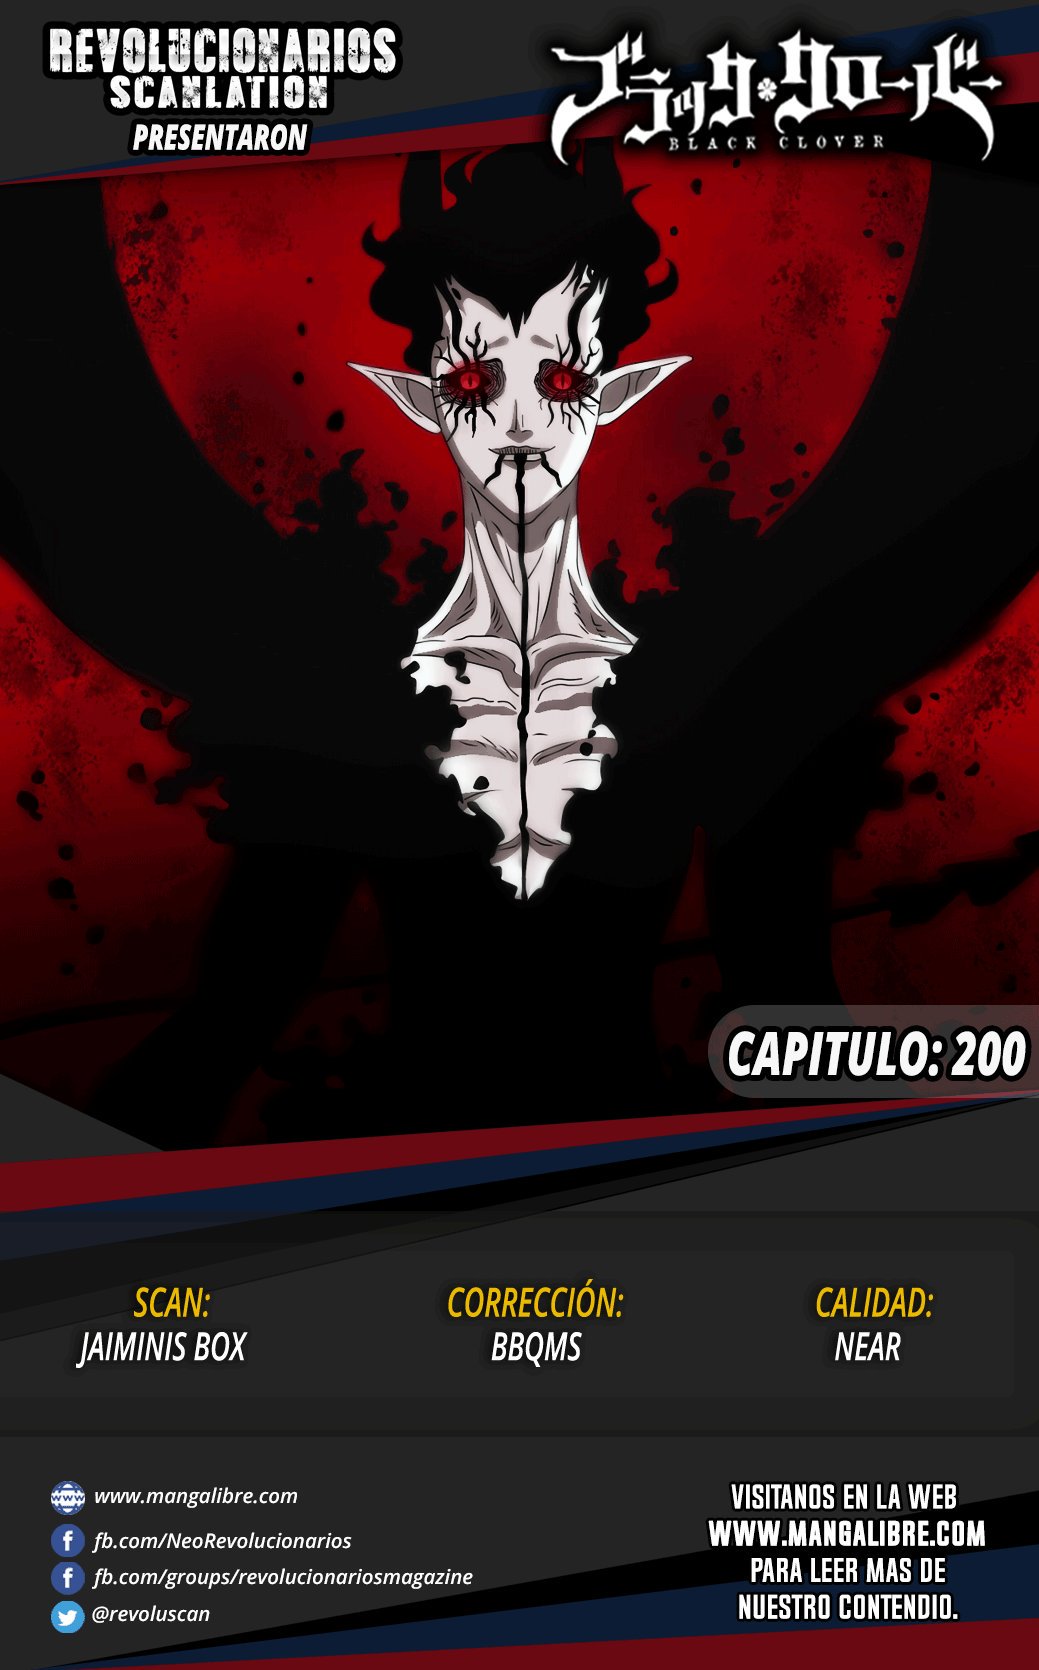 REVOLUCIONARIOS
SCANLATION
PRESENTARON
ブラック・クローバー
BLACK CLOVER
CAPITULO: 200
SCAN:
JAIMINIS BOX
CORRECCIÓN:
BBQMS
CALIDAD:
NEAR
www.mangalibre.com
fb.com/NeoRevolucionarios
fb.com/groups/revolucionariosmagazine
@revoluscan
VISITANOS EN LA WEB
WWW.MANGALIBRE.COM
PARA LEER MAS DE
NUESTRO CONTENDIO.